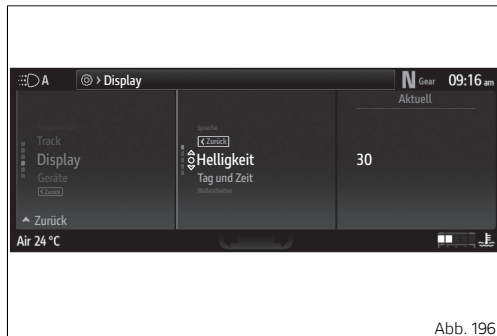 A
> Display
N Gear
09:16 am
Aktuell
Track
Display
Geräte
< Zurück
Zurück
Sprache
< Zurück
Helligkeit
Tag und Zeit
Maßeinheiten
30
Air 24 °C
Abb. 196